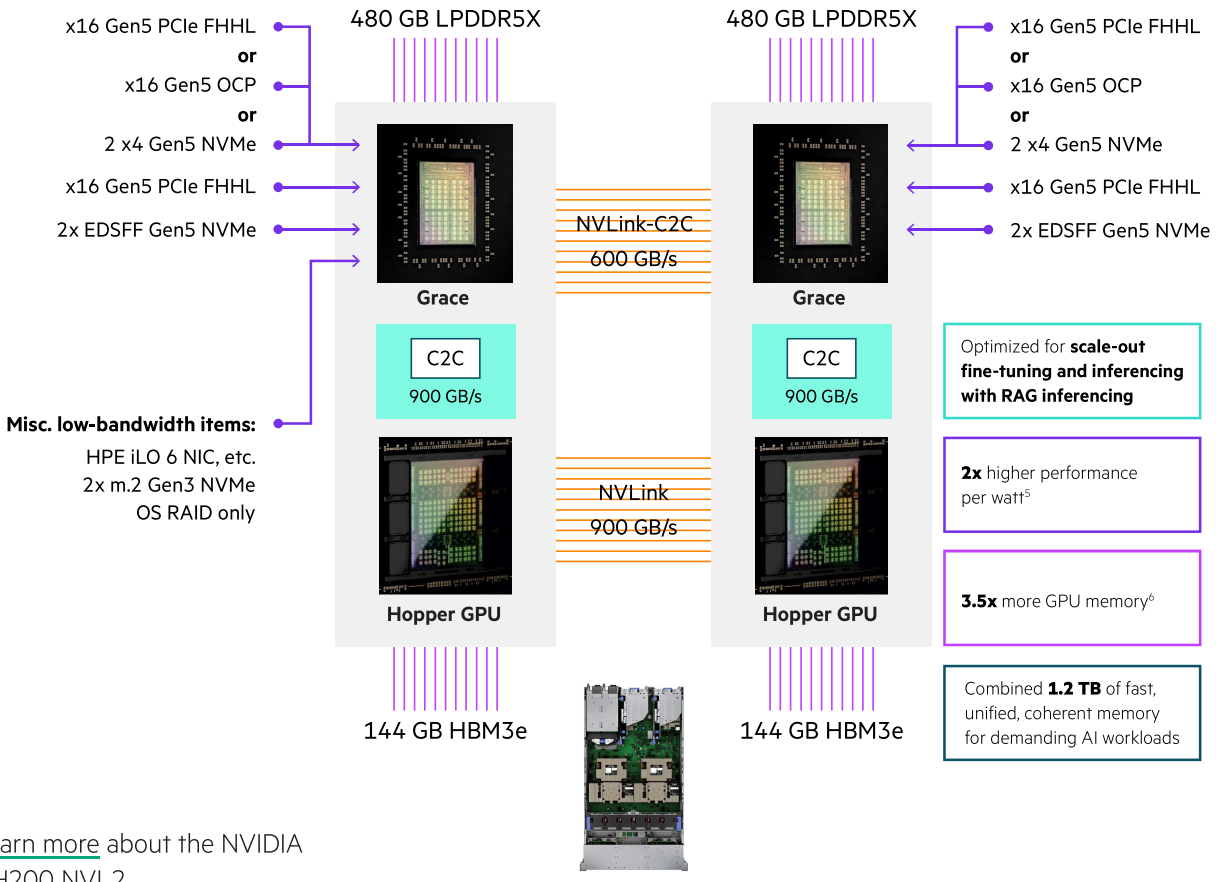 480 GB LPDDR5X
480 GB LPDDR5X
x16 Gen5 PCIe FHHL
or
x16 Gen5 OCP
or
2 x4 Gen5 NVMe
x16 Gen5 PCIe FHHL
2x EDSFF Gen5 NVMe
x16 Gen5 PCIe FHHL
or
x16 Gen5 OCP
or
2 x4 Gen5 NVMe
x16 Gen5 PCIe FHHL
2x EDSFF Gen5 NVMe
NVLink-C2C
600 GB/s
Grace
Grace
C2C
900 GB/s
C2C
900 GB/s
Misc. low-bandwidth items:
HPE iLO 6 NIC, etc.
2x m.2 Gen3 NVMe
OS RAID only
NVLink
900 GB/s
Hopper GPU
Hopper GPU
144 GB HBM3e
144 GB HBM3e
Optimized for scale-out
fine-tuning and inferencing
with RAG inferencing
2x higher performance
per watt⁵
3.5x more GPU memory⁶
Combined 1.2 TB of fast,
unified, coherent memory
for demanding AI workloads
arn more about the NVIDIA
H200 NVL2